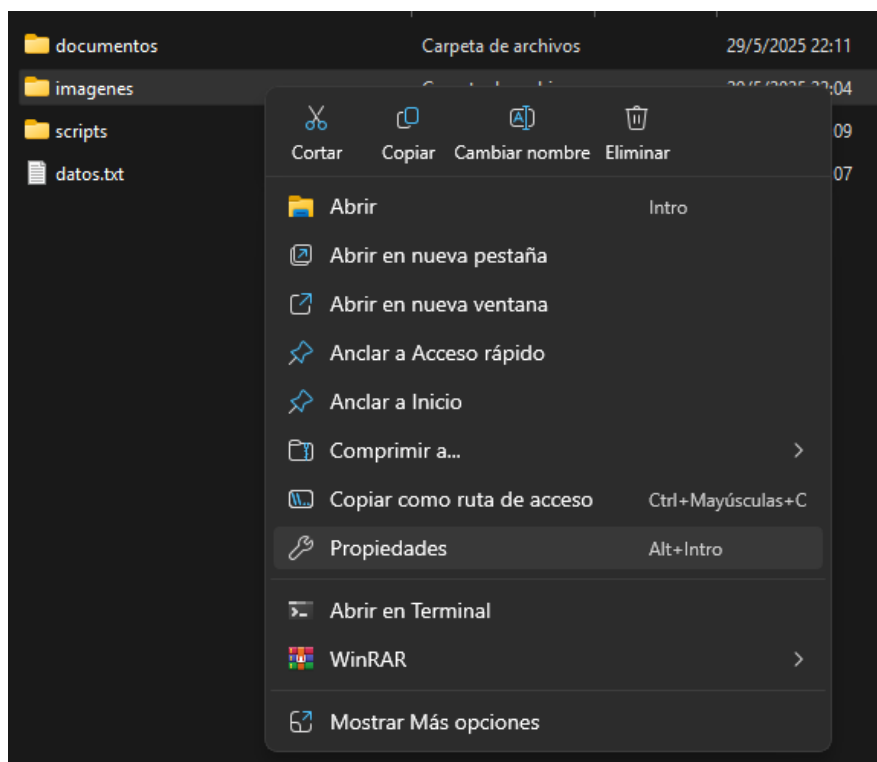 documentos Carpeta de archivos 29/5/2025 22:11
imagenes :04
scripts 09
datos.txt 07
Cortar Copiar Cambiar nombre Eliminar
Abrir Intro
Abrir en nueva pestaña
Abrir en nueva ventana
Anclar a Acceso rápido
Anclar a Inicio
Comprimir a...
Copiar como ruta de acceso Ctrl+Mayúsculas+C
Propiedades Alt+Intro
Abrir en Terminal
WinRAR
Mostrar Más opciones